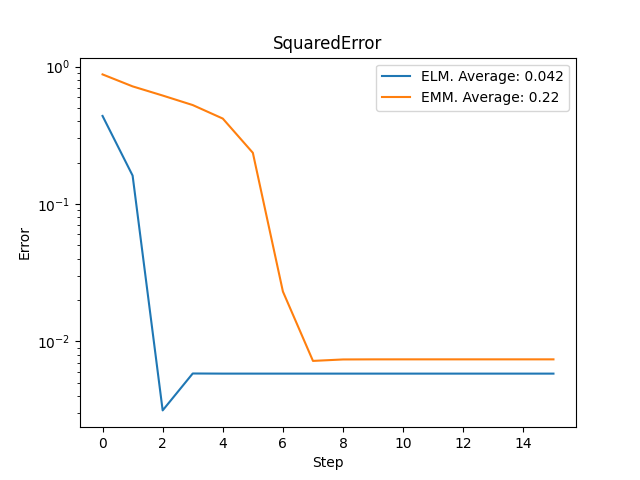 SquaredError
ELM. Average: 0.042
EMM. Average: 0.22
10⁰
10⁻¹
10⁻²
Error
0 2 4 6 8 10 12 14
Step